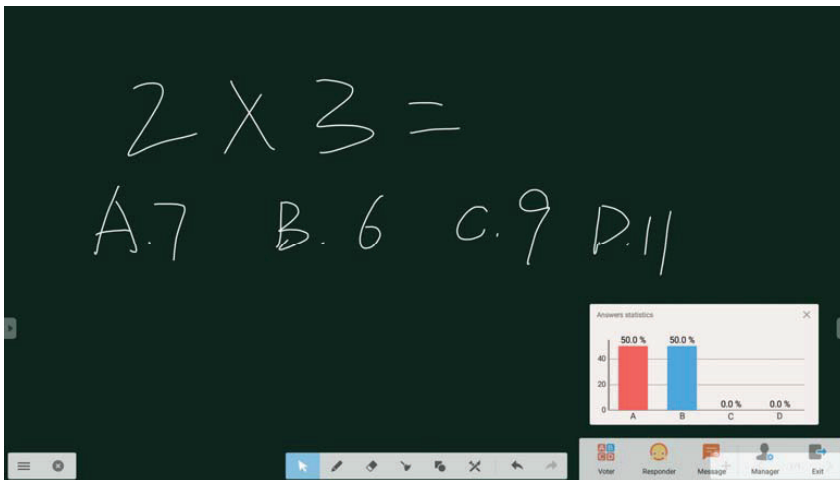 2 × 3 =
A.7 B.6 C.9 D.11
Answers statistics
50.0 % 50.0 %
40
20
0.0 % 0.0 %
0
A B C D
Voter Responder Message Manager Exit